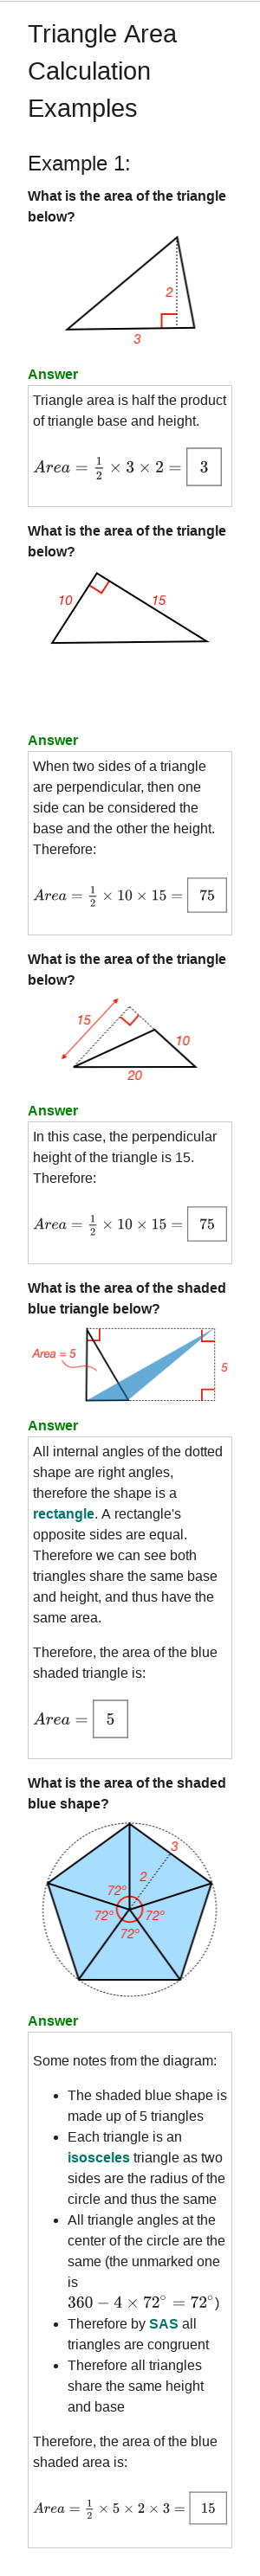 Triangle Area
Calculation
Examples
Example 1:
What is the area of the triangle
below?
2
3
Answer
Triangle area is half the product
of triangle base and height.
Area = 1/2 × 3 × 2 = 3
What is the area of the triangle
below?
10
15
Answer
When two sides of a triangle
are perpendicular, then one
side can be considered the
base and the other the height.
Therefore:
Area = 1/2 × 10 × 15 = 75
What is the area of the triangle
below?
15
10
20
Answer
In this case, the perpendicular
height of the triangle is 15.
Therefore:
Area = 1/2 × 10 × 15 = 75
What is the area of the shaded
blue triangle below?
Area = 5
5
Answer
All internal angles of the dotted
shape are right angles,
therefore the shape is a
rectangle. A rectangle's
opposite sides are equal.
Therefore we can see both
triangles share the same base
and height, and thus have the
same area.
Therefore, the area of the blue
shaded triangle is:
Area = 5
What is the area of the shaded
blue shape?
3
2
72º
72º 72º
72º
Answer
Some notes from the diagram:
• The shaded blue shape is
made up of 5 triangles
• Each triangle is an
isosceles triangle as two
sides are the radius of the
circle and thus the same
• All triangle angles at the
center of the circle are the
same (the unmarked one
is
360 − 4 × 72° = 72°)
• Therefore by SAS all
triangles are congruent
• Therefore all triangles
share the same height
and base
Therefore, the area of the blue
shaded area is:
Area = 1/2 × 5 × 2 × 3 = 15